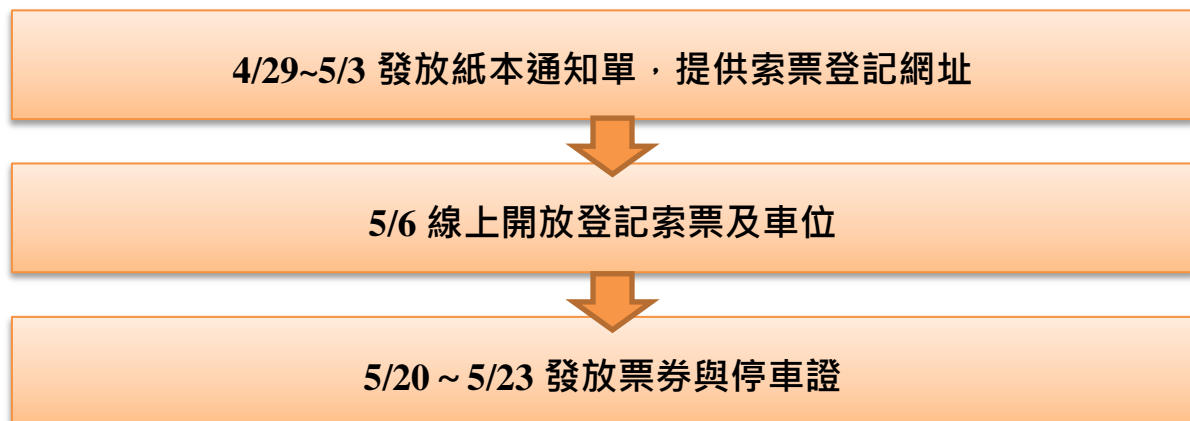 4/29~5/3 發放紙本通知單，提供索票登記網址
5/6 線上開放登記索票及車位
5/20 ~ 5/23 發放票券與停車證